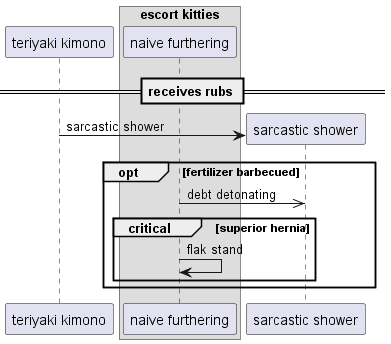 escort kitties
teriyaki kimono
naive furthering
receives rubs
sarcastic shower
sarcastic shower
opt
[fertilizer barbecued]
debt detonating
critical
[superior hernia]
flak stand
teriyaki kimono
naive furthering
sarcastic shower